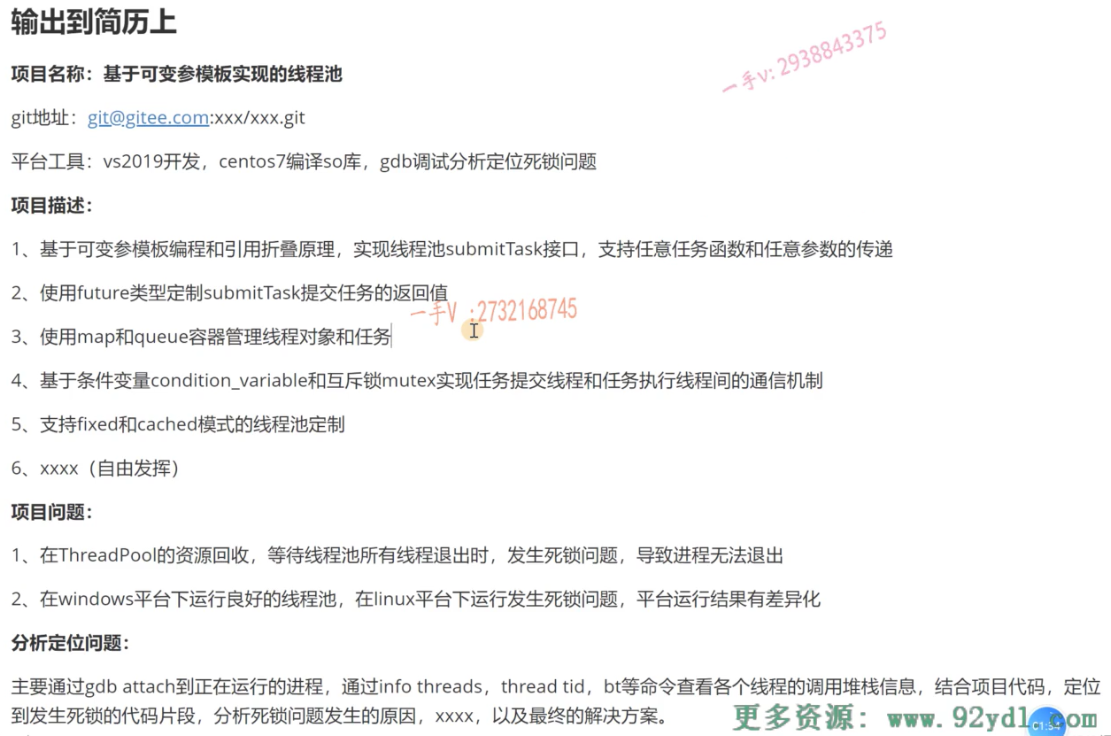 输出到简历上
一手v: 2938843375
项目名称：基于可变参模板实现的线程池
git地址：git@gitee.com:xxx/xxx.git
平台工具：vs2019开发，centos7编译so库，gdb调试分析定位死锁问题
项目描述：
1、基于可变参模板编程和引用折叠原理，实现线程池submitTask接口，支持任意任务函数和任意参数的传递
2、使用future类型定制submitTask提交任务的返回值
一手V :2732168745
3、使用map和queue容器管理线程对象和任务
4、基于条件变量condition_variable和互斥锁mutex实现任务提交线程和任务执行线程间的通信机制
5、支持fixed和cached模式的线程池定制
6、xxxx（自由发挥）
项目问题：
1、在ThreadPool的资源回收，等待线程池所有线程退出时，发生死锁问题，导致进程无法退出
2、在windows平台下运行良好的线程池，在linux平台下运行发生死锁问题，平台运行结果有差异化
分析定位问题：
主要通过gdb attach到正在运行的进程，通过info threads，thread tid，bt等命令查看各个线程的调用堆栈信息，结合项目代码，定位
到发生死锁的代码片段，分析死锁问题发生的原因，xxxx，以及最终的解决方案。
更多资源：www.92ydl.com
01:54